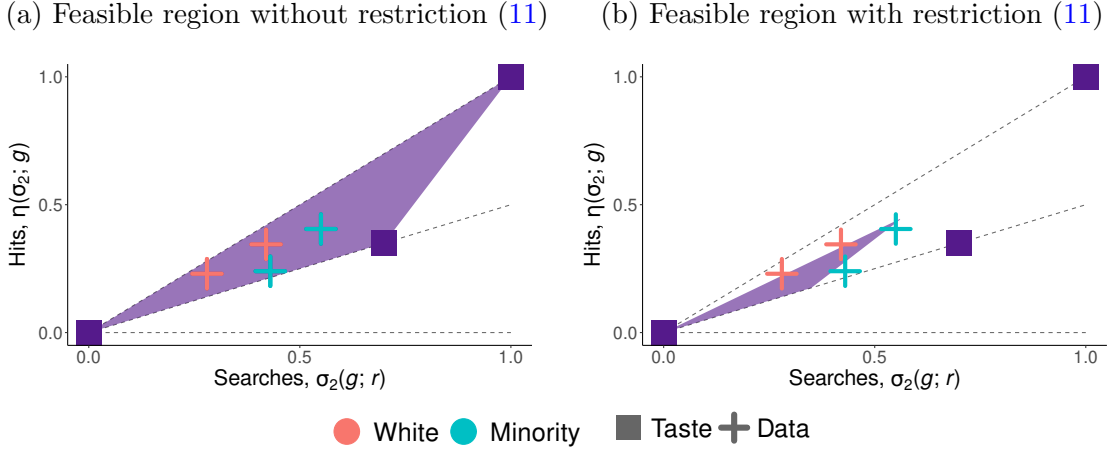 (a) Feasible region without restriction (11)
(b) Feasible region with restriction (11)
Hits, η(σ₂; g)
1.0
0.5
0.0
0.0
0.5
1.0
Searches, σ₂(g; r)
Hits, η(σ₂; g)
1.0
0.5
0.0
0.0
0.5
1.0
Searches, σ₂(g; r)
White
Minority
Taste
Data